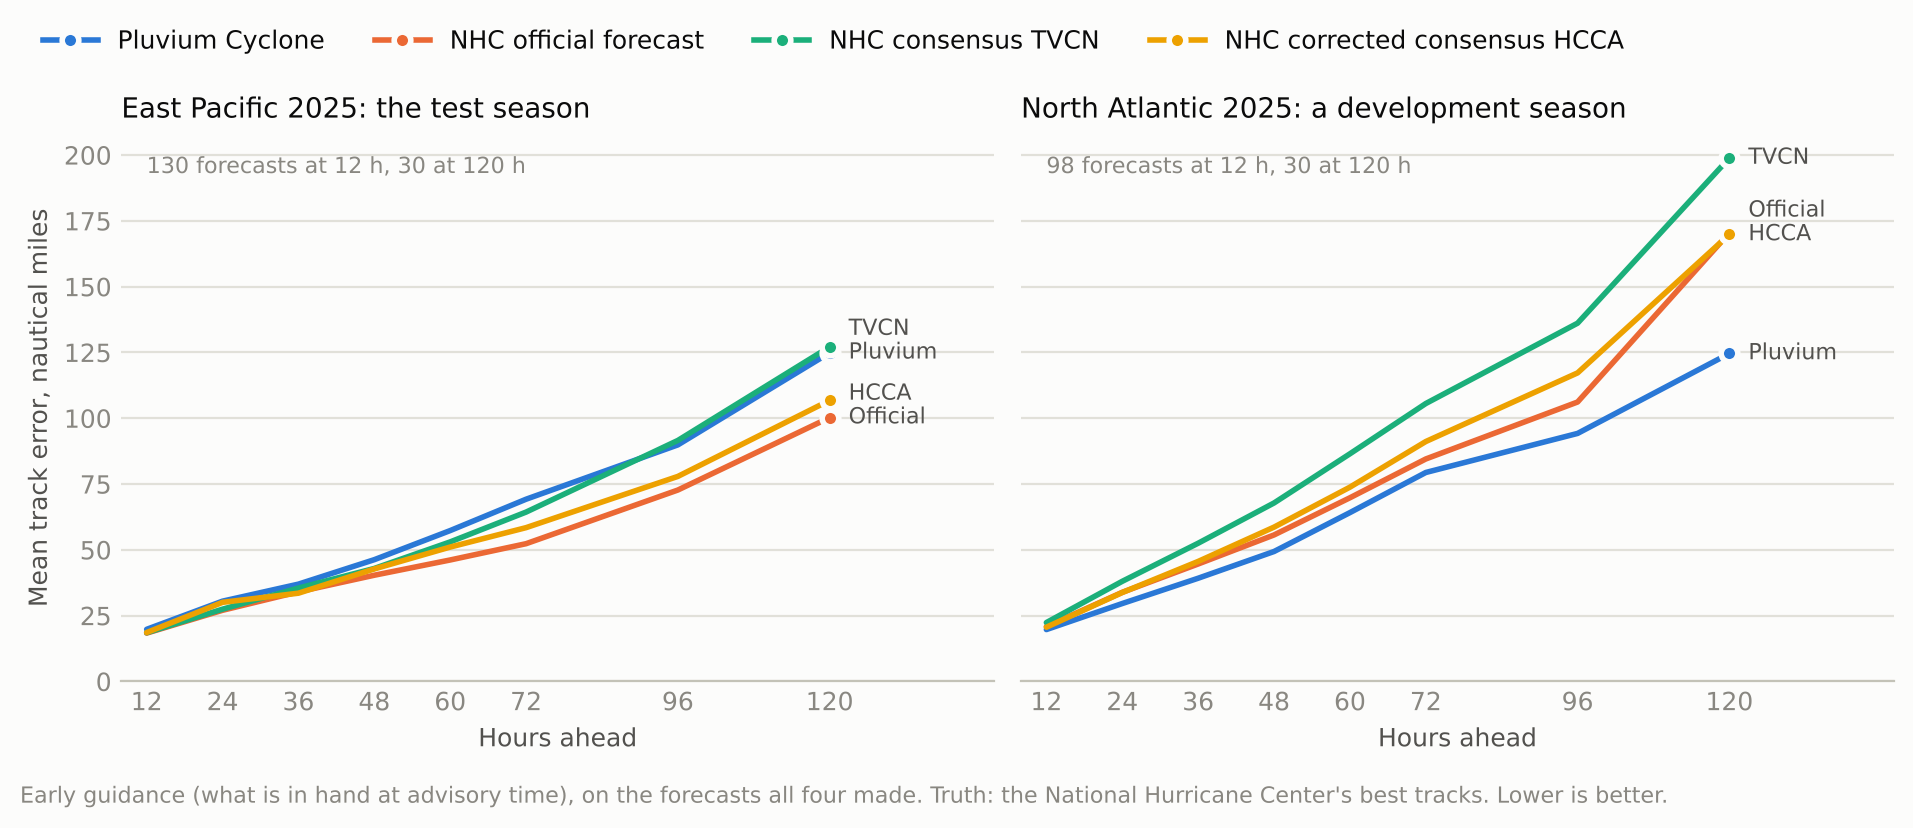 Pluvium Cyclone NHC official forecast NHC consensus TVCN NHC corrected consensus HCCA
East Pacific 2025: the test season
130 forecasts at 12 h, 30 at 120 h
Mean track error, nautical miles
200
175
150
125
100
75
50
25
0
TVCN
Pluvium
HCCA
Official
12 24 36 48 60 72 96 120
Hours ahead
North Atlantic 2025: a development season
98 forecasts at 12 h, 30 at 120 h
TVCN
Official
HCCA
Pluvium
12 24 36 48 60 72 96 120
Hours ahead
Early guidance (what is in hand at advisory time), on the forecasts all four made. Truth: the National Hurricane Center's best tracks. Lower is better.